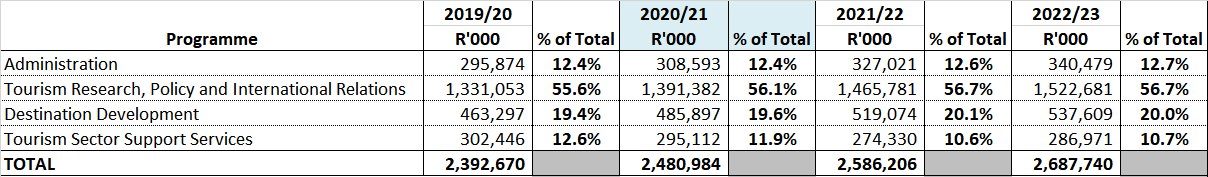 2019/20 2020/21 2021/22 2022/23
Programme R'000 % of Total R'000 % of Total R'000 % of Total R'000 % of Total
Administration 295,874 12.4% 308,593 12.4% 327,021 12.6% 340,479 12.7%
Tourism Research, Policy and International Relations 1,331,053 55.6% 1,391,382 56.1% 1,465,781 56.7% 1,522,681 56.7%
Destination Development 463,297 19.4% 485,897 19.6% 519,074 20.1% 537,609 20.0%
Tourism Sector Support Services 302,446 12.6% 295,112 11.9% 274,330 10.6% 286,971 10.7%
TOTAL 2,392,670 2,480,984 2,586,206 2,687,740